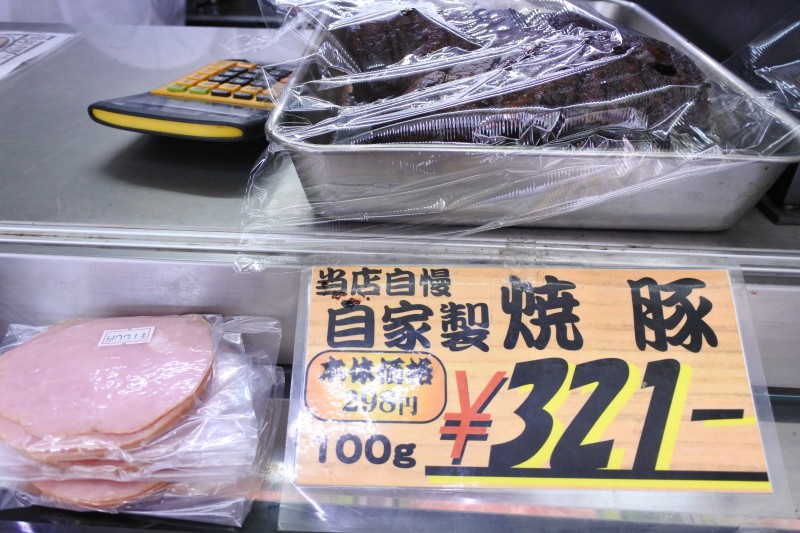 当店自慢
自家製 焼豚
本体価格
298円
100g ¥321-